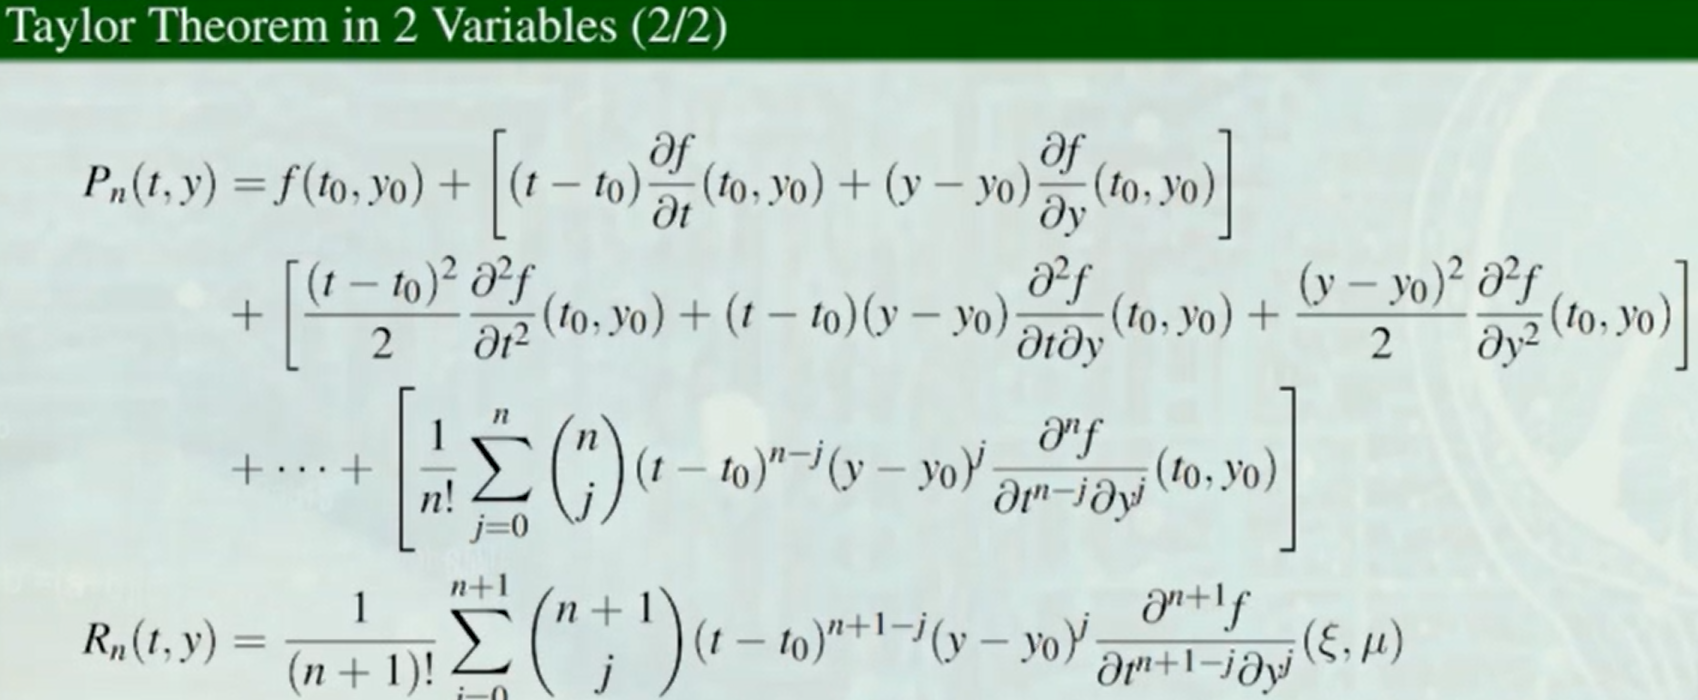 Taylor Theorem in 2 Variables (2/2)
$P_n(t, y) = f(t_0, y_0) + \left[ (t - t_0) \frac{\partial f}{\partial t}(t_0, y_0) + (y - y_0) \frac{\partial f}{\partial y}(t_0, y_0) \right]$
$+ \left[ \frac{(t - t_0)^2}{2} \frac{\partial^2 f}{\partial t^2}(t_0, y_0) + (t - t_0)(y - y_0) \frac{\partial^2 f}{\partial t \partial y}(t_0, y_0) + \frac{(y - y_0)^2}{2} \frac{\partial^2 f}{\partial y^2}(t_0, y_0) \right]$
$+ \cdots + \left[ \frac{1}{n!} \sum_{j=0}^{n} \binom{n}{j} (t - t_0)^{n-j} (y - y_0)^j \frac{\partial^n f}{\partial t^{n-j} \partial y^j}(t_0, y_0) \right]$
$R_n(t, y) = \frac{1}{(n + 1)!} \sum_{j=0}^{n+1} \binom{n + 1}{j} (t - t_0)^{n+1-j} (y - y_0)^j \frac{\partial^{n+1} f}{\partial t^{n+1-j} \partial y^j}(\xi, \mu)$